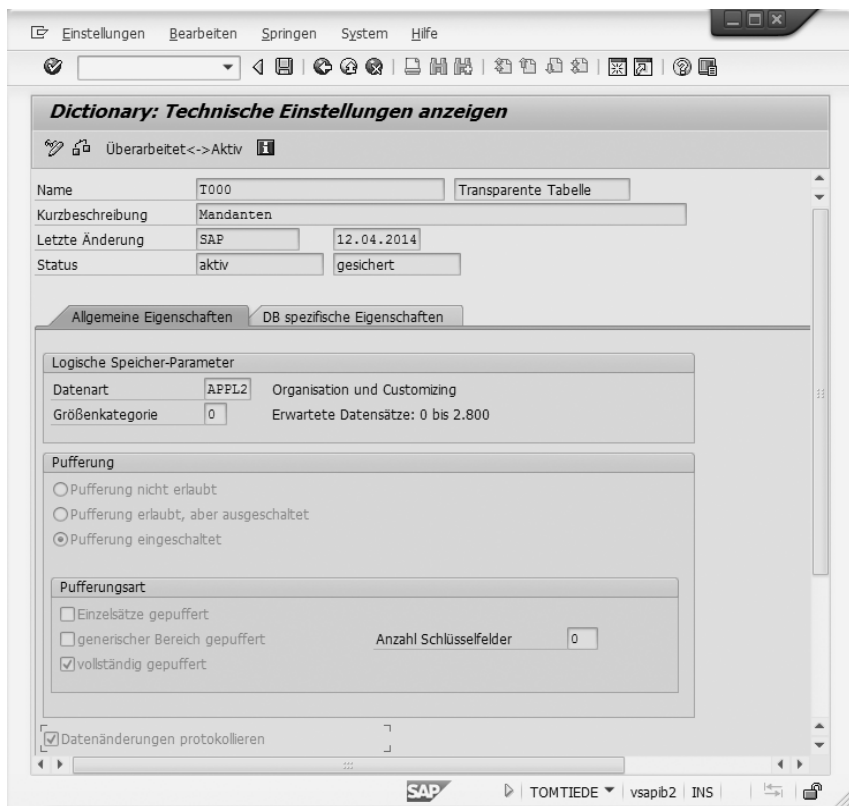 Einstellungen Bearbeiten Springen System Hilfe
Dictionary: Technische Einstellungen anzeigen
Überarbeitet<->Aktiv
Name T000 Transparente Tabelle
Kurzbeschreibung Mandanten
Letzte Änderung SAP 12.04.2014
Status aktiv gesichert
Allgemeine Eigenschaften DB spezifische Eigenschaften
Logische Speicher-Parameter
Datenart APPL2 Organisation und Customizing
Größenkategorie 0 Erwartete Datensätze: 0 bis 2.800
Pufferung
Pufferung nicht erlaubt
Pufferung erlaubt, aber ausgeschaltet
Pufferung eingeschaltet
Pufferungsart
Einzelsätze gepuffert
generischer Bereich gepuffert Anzahl Schlüsselfelder 0
vollständig gepuffert
Datenänderungen protokollieren
SAP TOMTIEDE vsapib2 INS